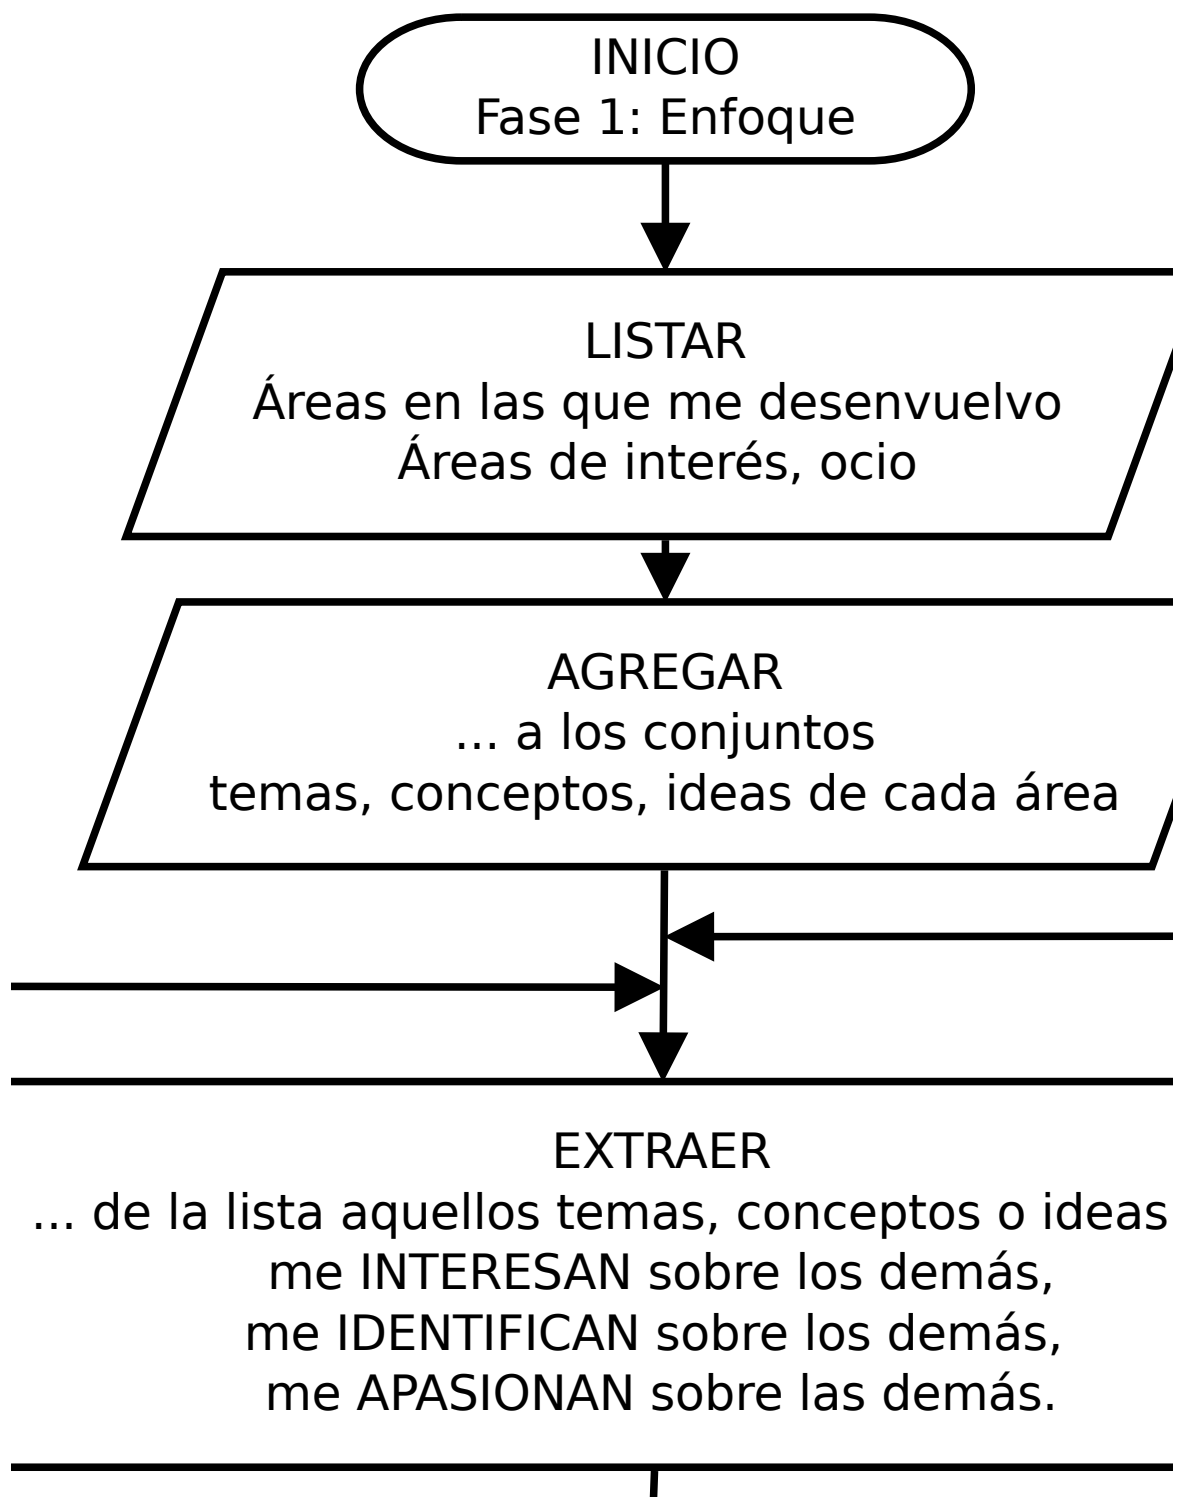 INICIO
Fase 1: Enfoque
LISTAR
Áreas en las que me desenvuelvo
Áreas de interés, ocio
AGREGAR
... a los conjuntos
temas, conceptos, ideas de cada área
EXTRAER
... de la lista aquellos temas, conceptos o ideas
me INTERESAN sobre los demás,
me IDENTIFICAN sobre los demás,
me APASIONAN sobre las demás.